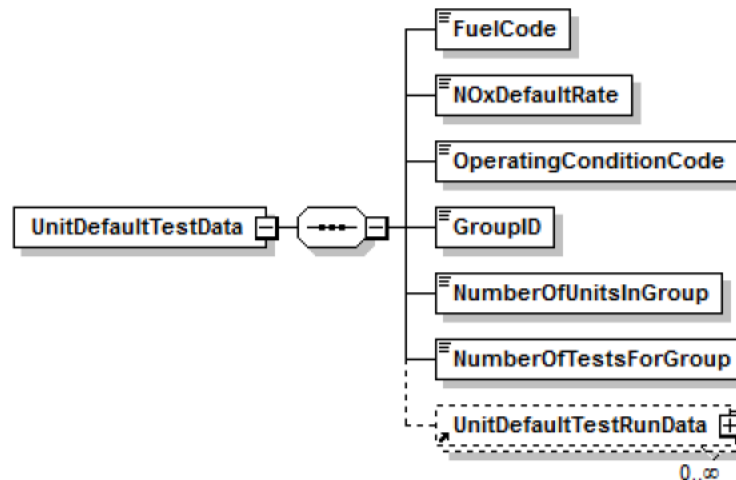 FuelCode
NOxDefaultRate
OperatingConditionCode
UnitDefaultTestData
GroupID
NumberOfUnitsInGroup
NumberOfTestsForGroup
UnitDefaultTestRunData
0..∞